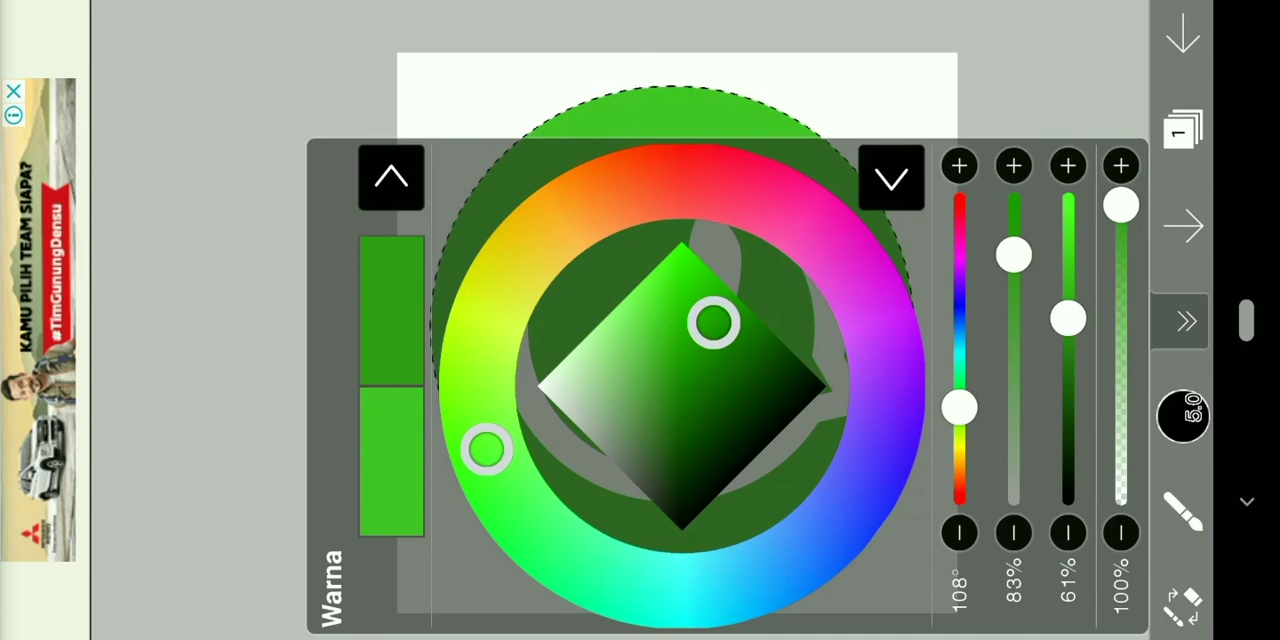 KAMU PILIH TEAM SIAPA?
#TimGunungDensu
Warna
108°
83%
61%
100%
5.0
1